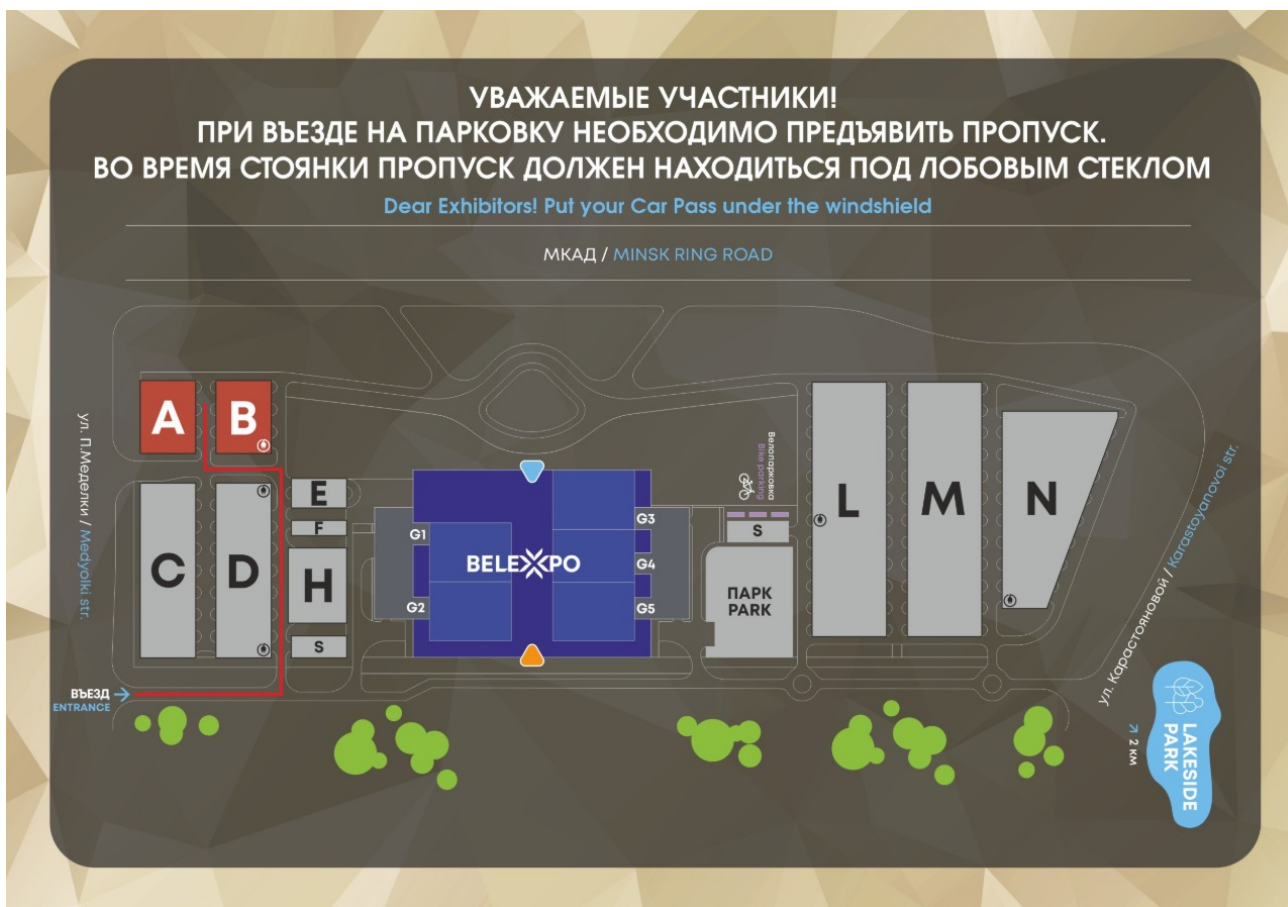 УВАЖАЕМЫЕ УЧАСТНИКИ!
ПРИ ВЪЕЗДЕ НА ПАРКОВКУ НЕОБХОДИМО ПРЕДЪЯВИТЬ ПРОПУСК.
ВО ВРЕМЯ СТОЯНКИ ПРОПУСК ДОЛЖЕН НАХОДИТЬСЯ ПОД ЛОБОВЫМ СТЕКЛОМ
Dear Exhibitors! Put your Car Pass under the windshield
МКАД / MINSK RING ROAD
ул. П.Меделки / Medyolki str.
A
B
C
D
E
F
H
S
G1
G2
BELEXPO
G3
G4
G5
Велопарковка
Bike parking
S
ПАРК
PARK
L
M
N
ул. Карастояновой / Karastoyanovoi str.
ВЪЕЗД
ENTRANCE
LAKESIDE
PARK
2 км